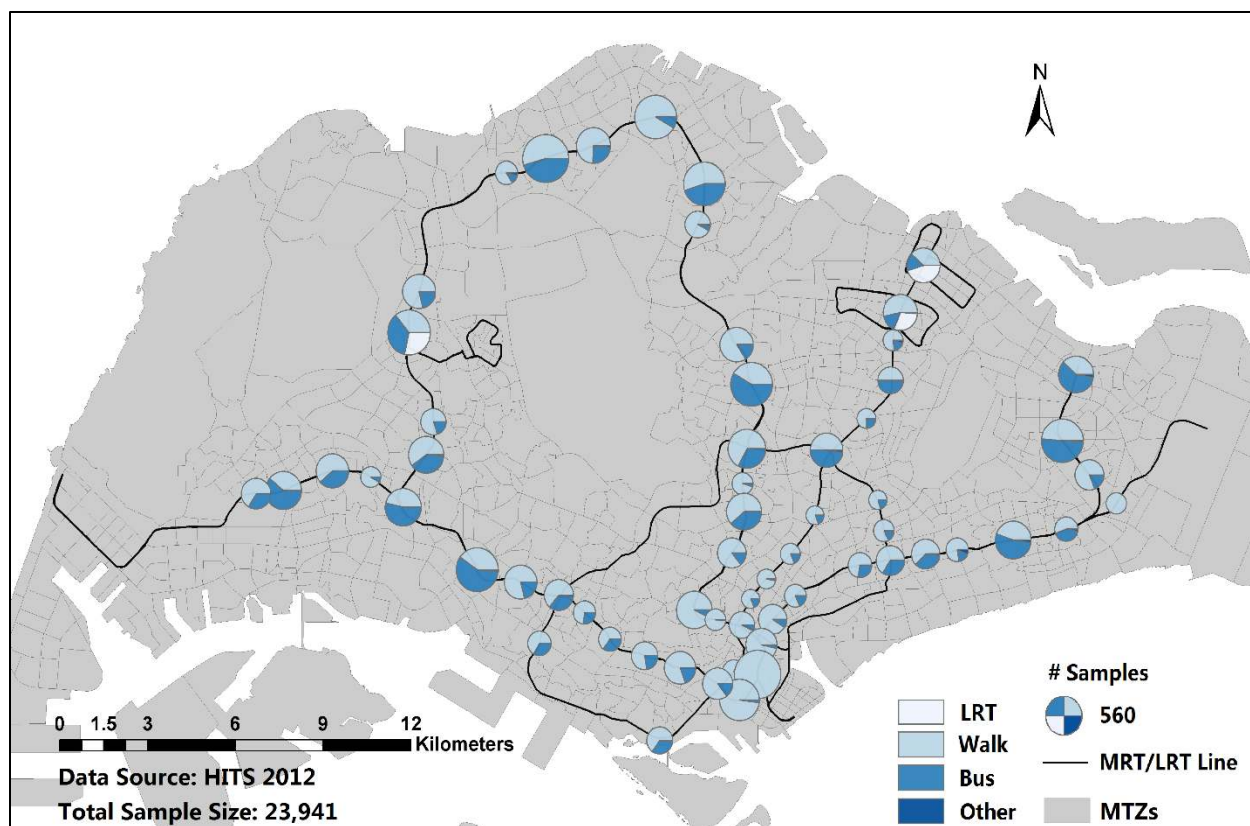 N
# Samples
560
LRT
Walk
Bus
Other
MRT/LRT Line
MTZs
0 1.5 3 6 9 12
Kilometers
Data Source: HITS 2012
Total Sample Size: 23,941